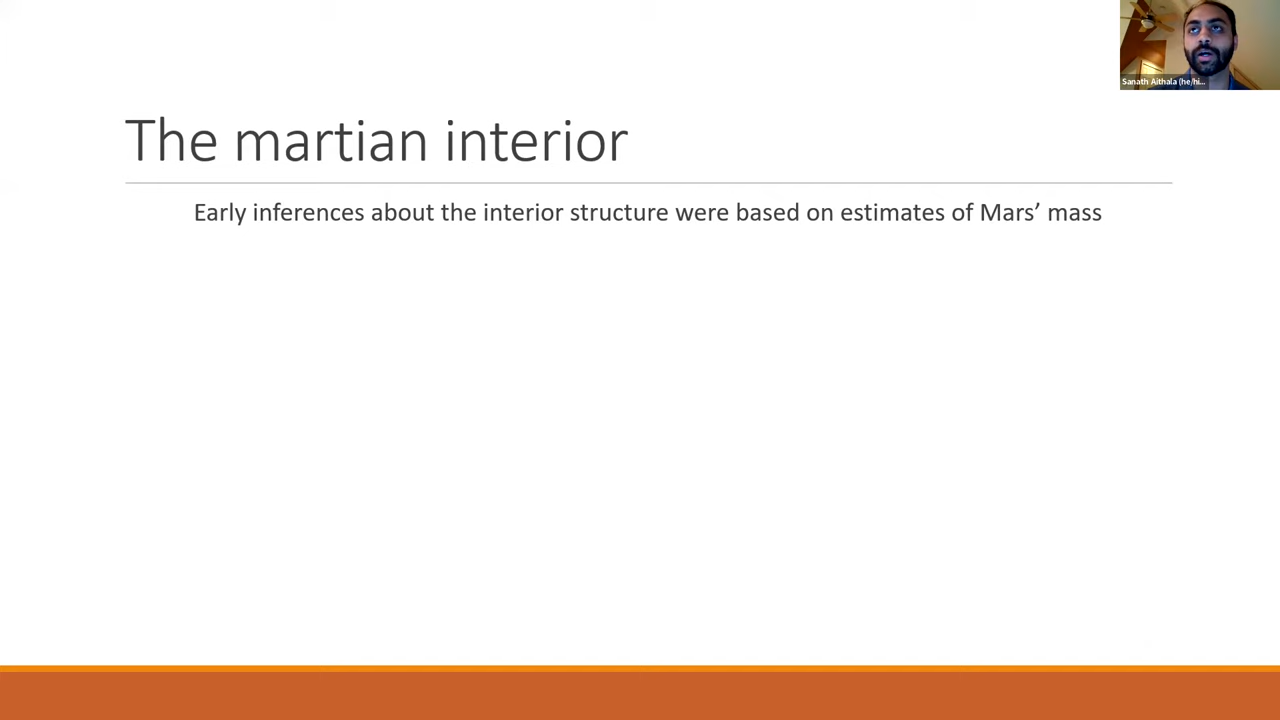 Sanath Aithala (he/hi...
The martian interior
Early inferences about the interior structure were based on estimates of Mars’ mass